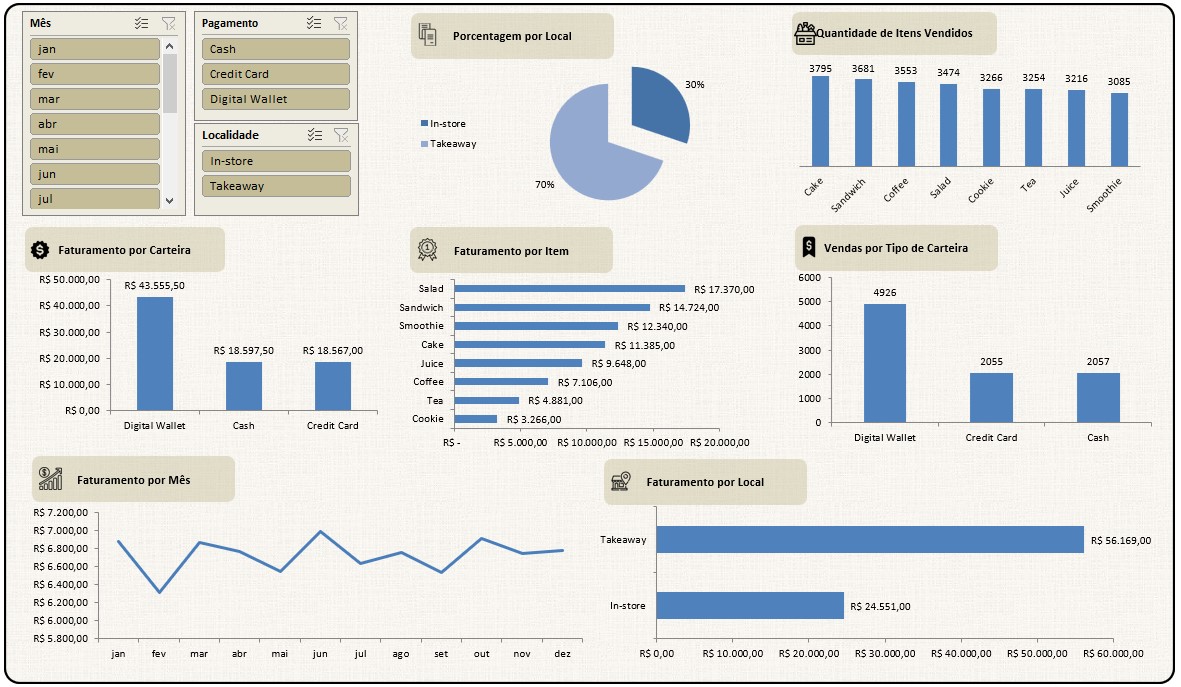 Mês
jan
fev
mar
abr
mai
jun
jul
Pagamento
Cash
Credit Card
Digital Wallet
Localidade
In-store
Takeaway
Porcentagem por Local
In-store
Takeaway
30%
70%
Quantidade de Itens Vendidos
3795 3681 3553 3474 3266 3254 3216 3085
Cake Sandwich Coffee Salad Cookie Tea Juice Smoothie
Faturamento por Carteira
R$ 50.000,00
R$ 40.000,00
R$ 30.000,00
R$ 20.000,00
R$ 10.000,00
R$ 0,00
R$ 43.555,50
R$ 18.597,50 R$ 18.567,00
Digital Wallet Cash Credit Card
Faturamento por Item
Salad R$ 17.370,00
Sandwich R$ 14.724,00
Smoothie R$ 12.340,00
Cake R$ 11.385,00
Juice R$ 9.648,00
Coffee R$ 7.106,00
Tea R$ 4.881,00
Cookie R$ 3.266,00
R$ - R$ 5.000,00 R$ 10.000,00 R$ 15.000,00 R$ 20.000,00
Vendas por Tipo de Carteira
6000
5000
4000
3000
2000
1000
0
4926
2055 2057
Digital Wallet Credit Card Cash
Faturamento por Mês
R$ 7.200,00
R$ 7.000,00
R$ 6.800,00
R$ 6.600,00
R$ 6.400,00
R$ 6.200,00
R$ 6.000,00
R$ 5.800,00
jan fev mar abr mai jun jul ago set out nov dez
Faturamento por Local
Takeaway R$ 56.169,00
In-store R$ 24.551,00
R$ 0,00 R$ 10.000,00 R$ 20.000,00 R$ 30.000,00 R$ 40.000,00 R$ 50.000,00 R$ 60.000,00